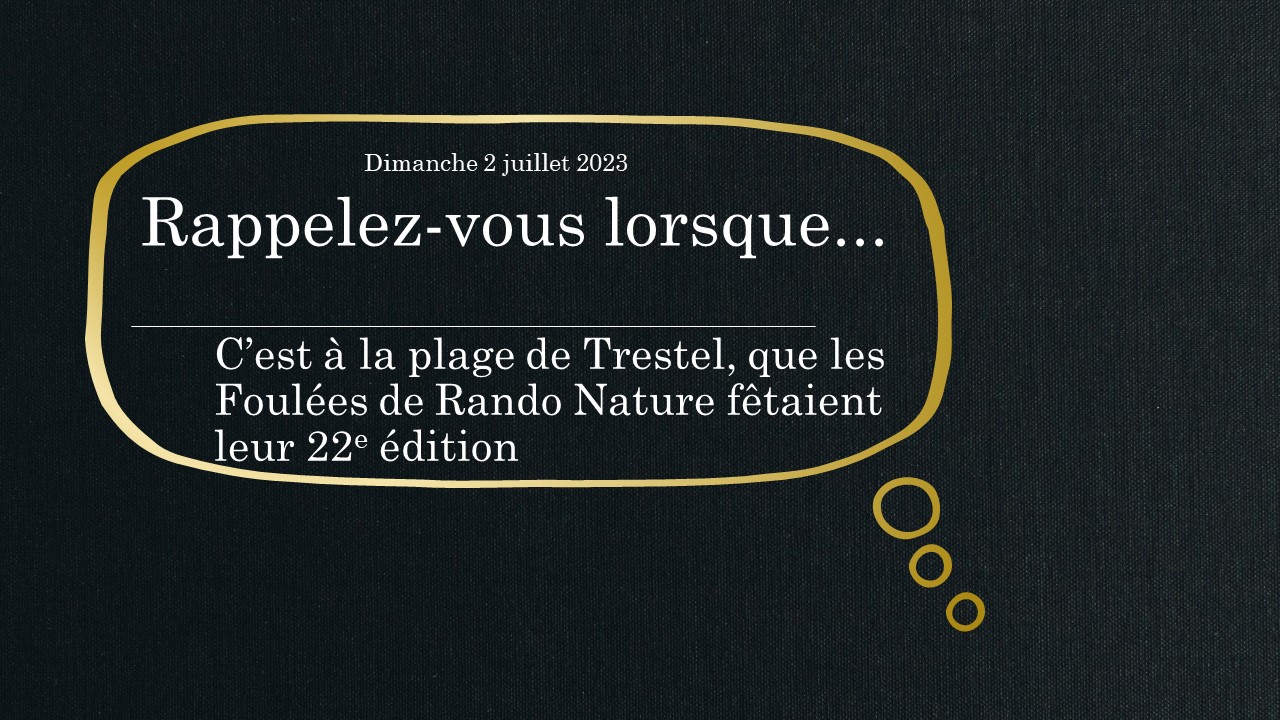 Dimanche 2 juillet 2023
Rappelez-vous lorsque...
C’est à la plage de Trestel, que les
Foulées de Rando Nature fêtaient
leur 22ᵉ édition